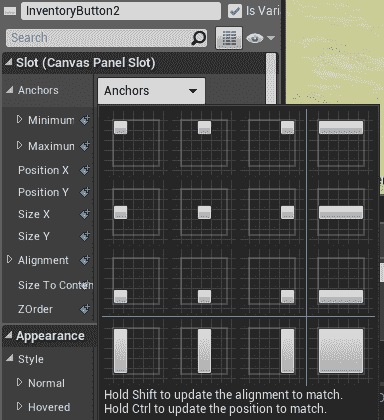 InventoryButton2
Is Vari
Search
Slot (Canvas Panel Slot)
Anchors
Anchors
Minimum
Maximun
Position X
Position Y
Size X
Size Y
Alignment
Size To Conten
ZOrder
Appearance
Style
Normal
Hovered
Hold Shift to update the alignment to match.
Hold Ctrl to update the position to match.